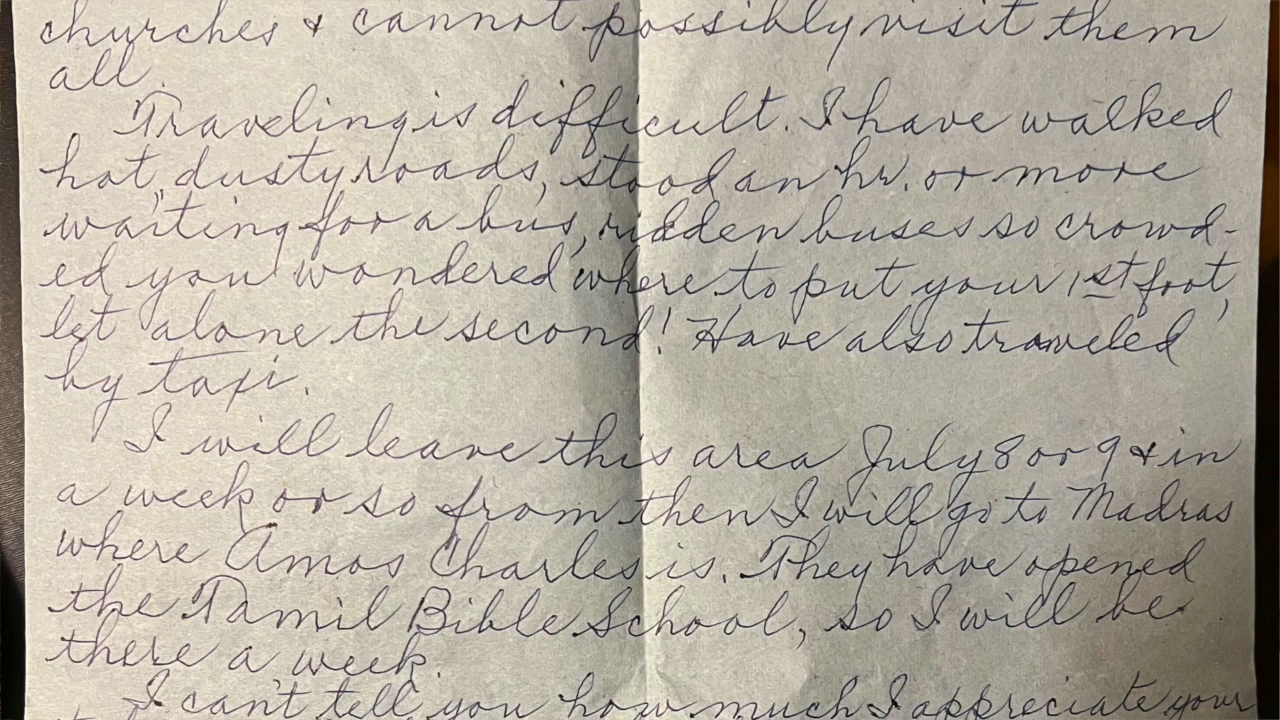 churches & cannot possibly visit them
all.
Traveling is difficult. I have walked
hot, dusty roads, stood an hr. or more
waiting for a bus, ridden buses so crowd-
ed you wondered where to put your 1st foot,
let alone the second! Have also traveled
by taxi.
I will leave this area July 8 or 9 & in
a week or so from then I will go to Madras
where Amos Charles is. They have opened
the Tamil Bible School, so I will be
there a week.
I can't tell you how much I appreciate your